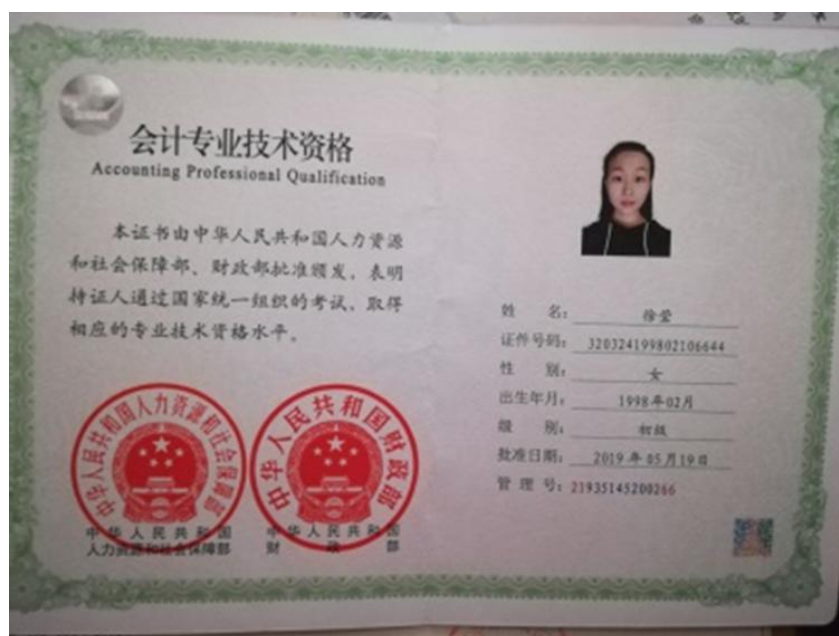 会计专业技术资格
Accounting Professional Qualification
本证书由中华人民共和国人力资源
和社会保障部、财政部批准颁发，表明
持证人通过国家统一组织的考试，取得
相应的专业技术资格水平。
中华人民共和国人力资源和社会保障部
中华人民共和国财政部
中华人民共和国
人力资源和社会保障部
中华人民共和国
财政部
姓名：
证件号码：320324199802106644
性别：女
出生年月：1998年02月
级别：初级
批准日期：2019年05月19日
管理号：21935145200266